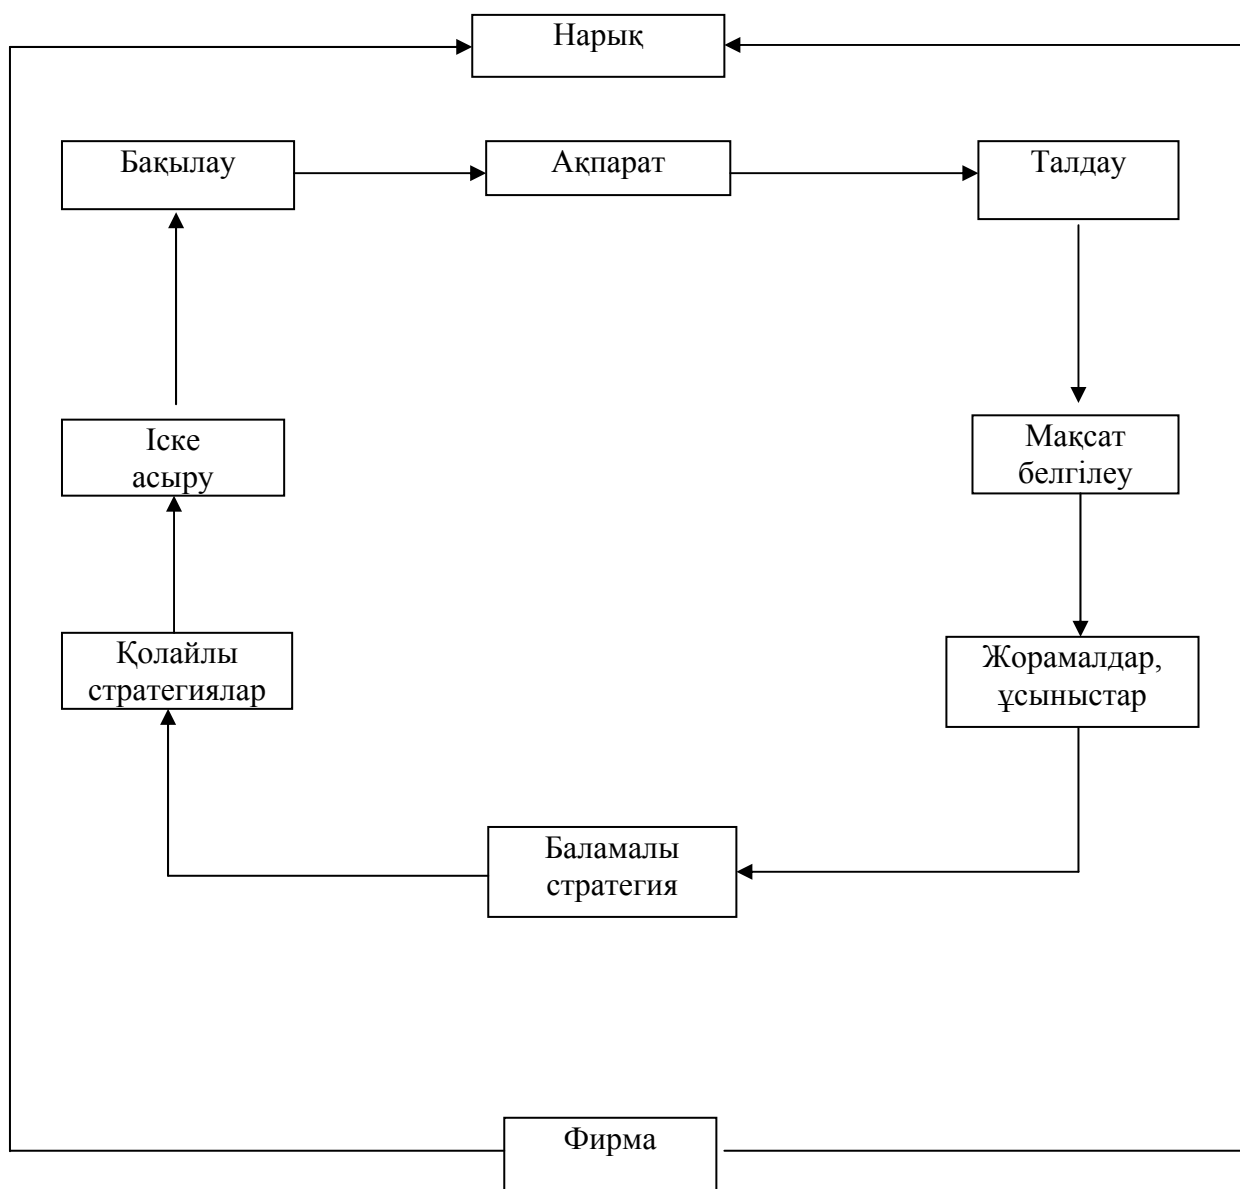 Нарық
Бақылау
Ақпарат
Талдау
Іске
асыру
Мақсат
белгілеу
Қолайлы
стратегиялар
Жорамалдар,
ұсыныстар
Баламалы
стратегия
Фирма